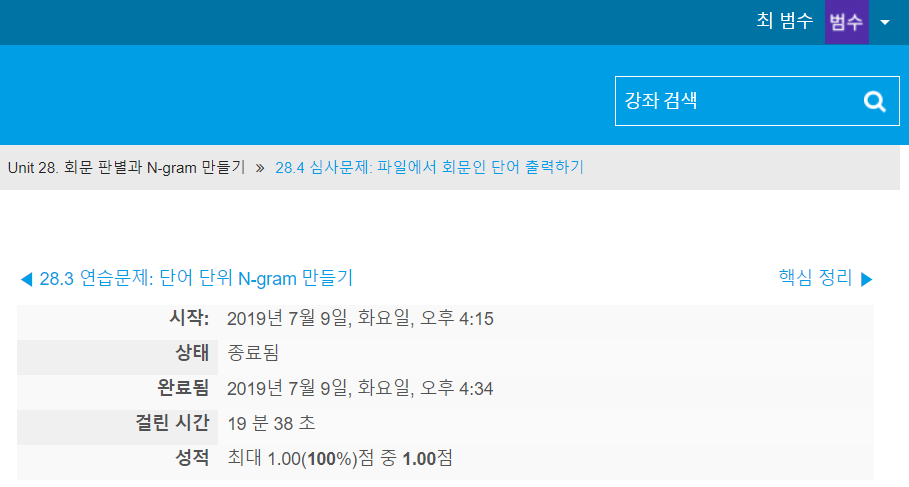 최 범수 범수
강좌 검색
Unit 28. 회문 판별과 N-gram 만들기 » 28.4 심사문제: 파일에서 회문인 단어 출력하기
◀ 28.3 연습문제: 단어 단위 N-gram 만들기 핵심 정리 ▶
시작: 2019년 7월 9일, 화요일, 오후 4:15
상태 종료됨
완료됨 2019년 7월 9일, 화요일, 오후 4:34
걸린 시간 19 분 38 초
성적 최대 1.00(100%)점 중 1.00점